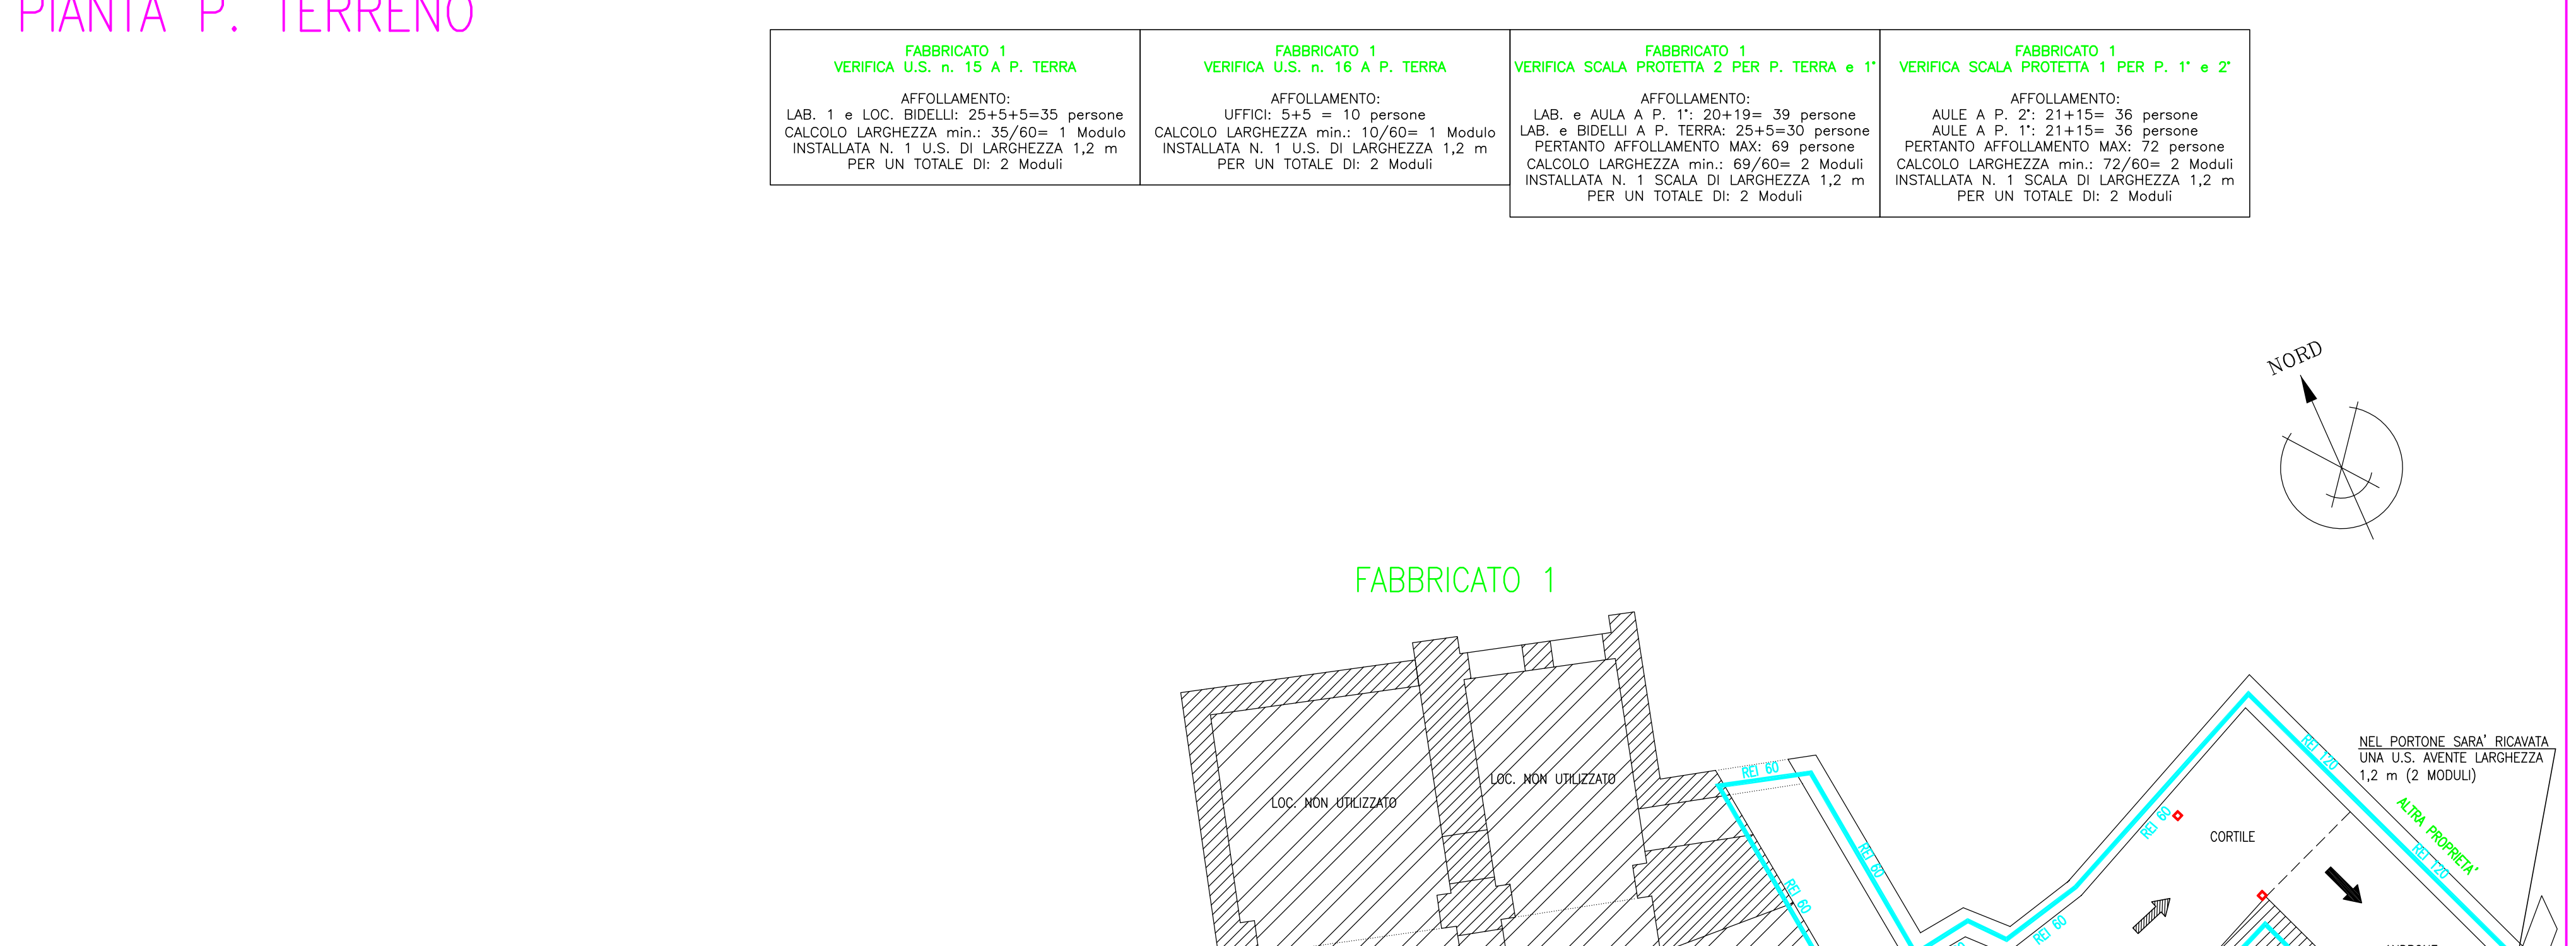 PIANTA P. TERRENO
FABBRICATO 1
VERIFICA U.S. n. 15 A P. TERRA
AFFOLLAMENTO:
LAB. 1 e LOC. BIDELLI: 25+5+5=35 persone
CALCOLO LARGHEZZA min.: 35/60= 1 Modulo
INSTALLATA N. 1 U.S. DI LARGHEZZA 1,2 m
PER UN TOTALE DI: 2 Moduli
FABBRICATO 1
VERIFICA U.S. n. 16 A P. TERRA
AFFOLLAMENTO:
UFFICI: 5+5 = 10 persone
CALCOLO LARGHEZZA min.: 10/60= 1 Modulo
INSTALLATA N. 1 U.S. DI LARGHEZZA 1,2 m
PER UN TOTALE DI: 2 Moduli
FABBRICATO 1
VERIFICA SCALA PROTETTA 2 PER P. TERRA e 1°
AFFOLLAMENTO:
LAB. e AULA A P. 1°: 20+19= 39 persone
LAB. e BIDELLI A P. TERRA: 25+5=30 persone
PERTANTO AFFOLLAMENTO MAX: 69 persone
CALCOLO LARGHEZZA min.: 69/60= 2 Moduli
INSTALLATA N. 1 SCALA DI LARGHEZZA 1,2 m
PER UN TOTALE DI: 2 Moduli
FABBRICATO 1
VERIFICA SCALA PROTETTA 1 PER P. 1° e 2°
AFFOLLAMENTO:
AULE A P. 2°: 21+15= 36 persone
AULE A P. 1°: 21+15= 36 persone
PERTANTO AFFOLLAMENTO MAX: 72 persone
CALCOLO LARGHEZZA min.: 72/60= 2 Moduli
INSTALLATA N. 1 SCALA DI LARGHEZZA 1,2 m
PER UN TOTALE DI: 2 Moduli
NORD
FABBRICATO 1
LOC. NON UTILIZZATO
LOC. NON UTILIZZATO
REI 60
REI 60
REI 60
REI 60
REI 60
REI 120
REI 120
NEL PORTONE SARA' RICAVATA
UNA U.S. AVENTE LARGHEZZA
1,2 m (2 MODULI)
ALTRA PROPRIETA'
CORTILE